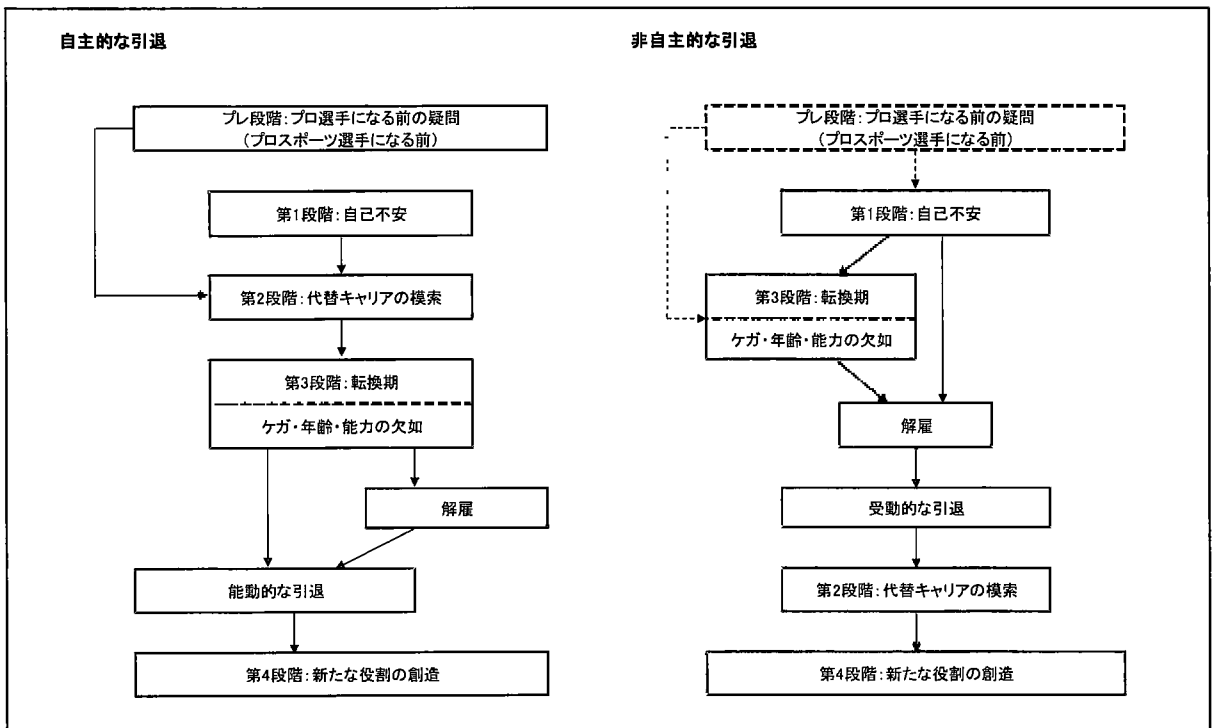 自主的な引退
プレ段階:プロ選手になる前の疑問
(プロスポーツ選手になる前)
第1段階:自己不安
第2段階:代替キャリアの模索
第3段階:転換期
ケガ・年齢・能力の欠如
解雇
能動的な引退
第4段階:新たな役割の創造
非自主的な引退
プレ段階:プロ選手になる前の疑問
(プロスポーツ選手になる前)
第1段階:自己不安
第3段階:転換期
ケガ・年齢・能力の欠如
解雇
受動的な引退
第2段階:代替キャリアの模索
第4段階:新たな役割の創造